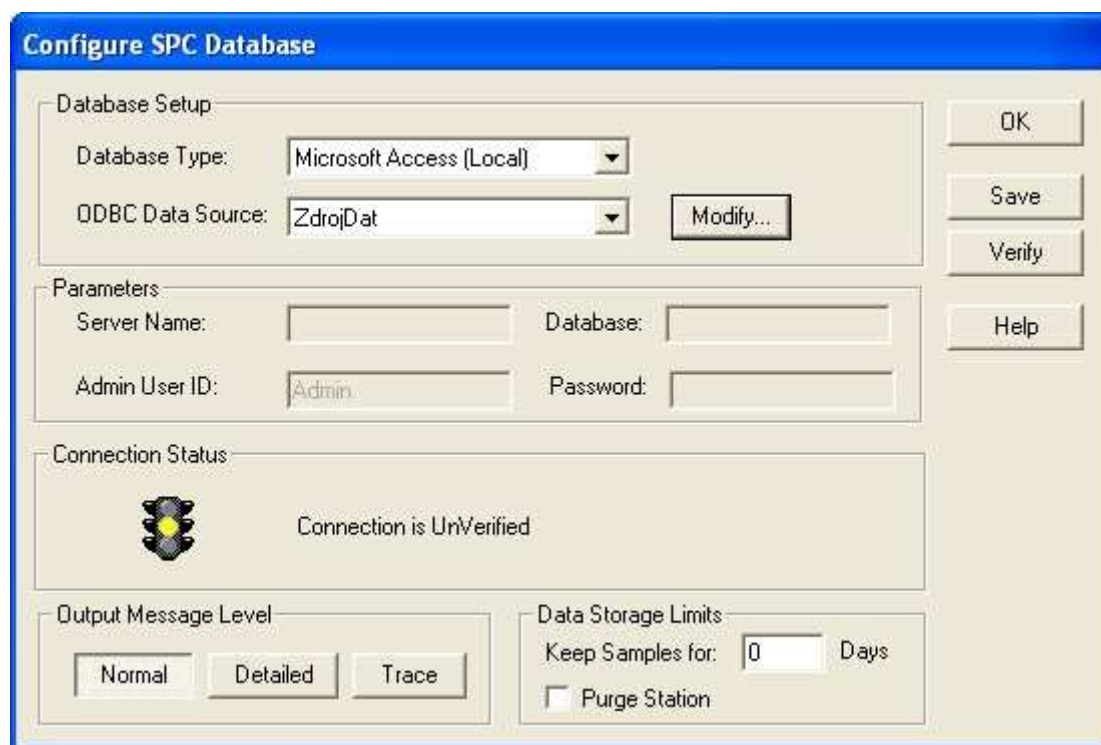 Configure SPC Database
Database Setup
Database Type: Microsoft Access (Local)
ODBC Data Source: ZdrojDat Modify...
OK
Save
Verify
Help
Parameters
Server Name: Database:
Admin User ID: Admin Password:
Connection Status
Connection is UnVerified
Output Message Level
Normal Detailed Trace
Data Storage Limits
Keep Samples for: 0 Days
Purge Station